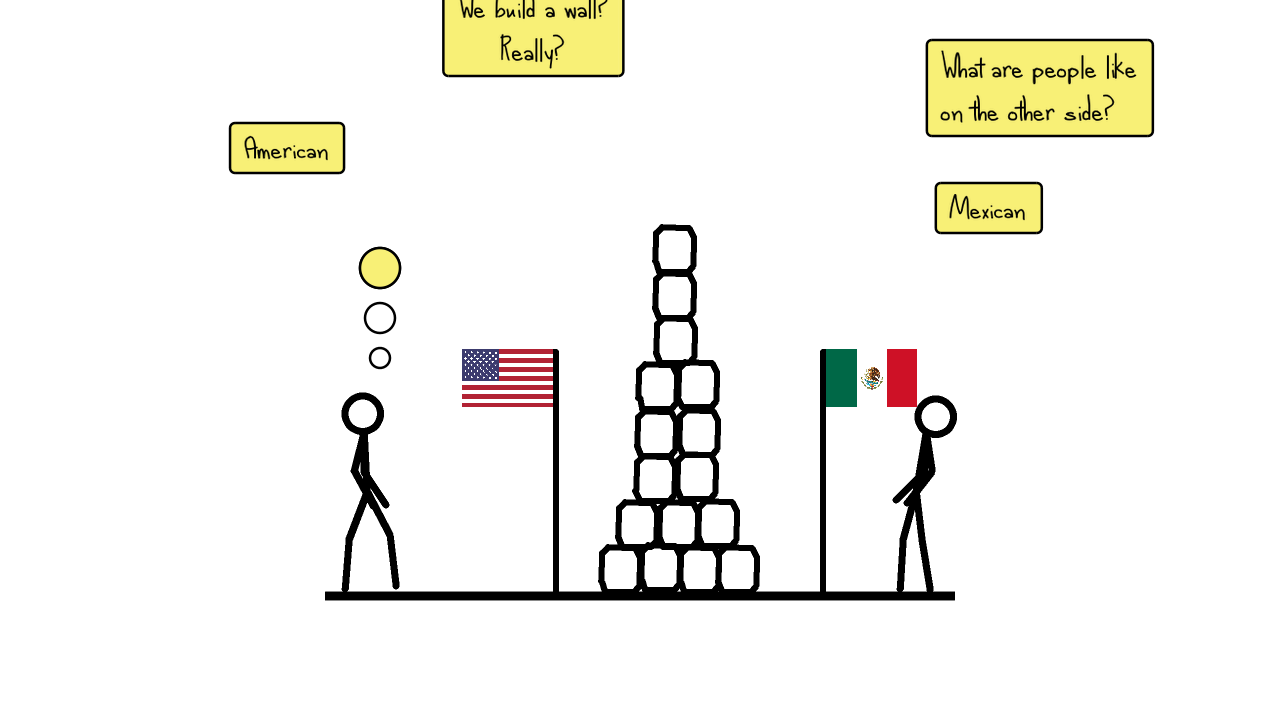 We build a wall?
Really?
What are people like
on the other side?
American
Mexican